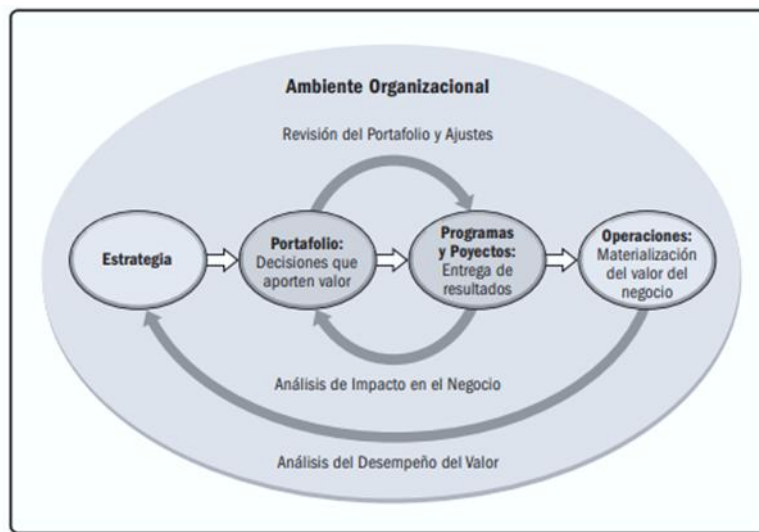 Ambiente Organizacional
Revisión del Portafolio y Ajustes
Estrategia
Portafolio:
Decisiones que
aporten valor
Programas
y Poyectos:
Entrega de
resultados
Operaciones:
Materialización
del valor del
negocio
Análisis de Impacto en el Negocio
Análisis del Desempeño del Valor